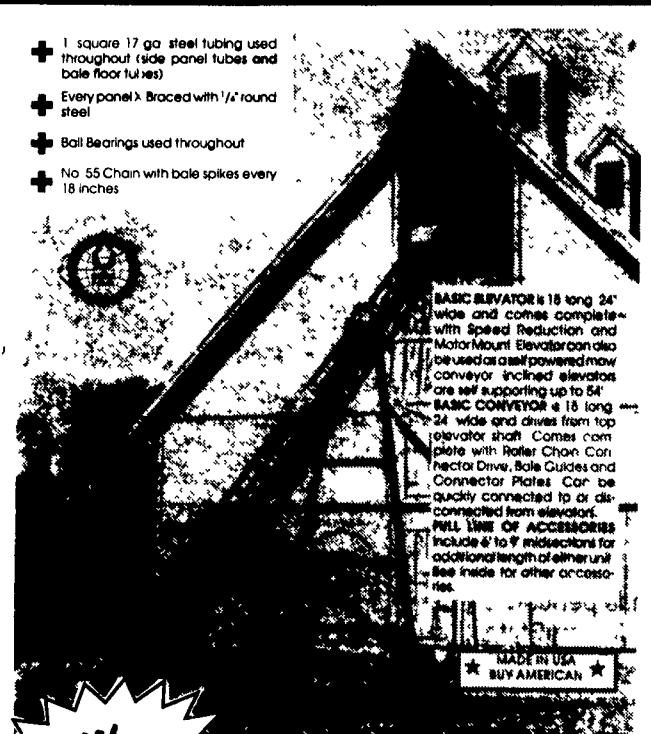 1 square 17 ga steel tubing used
throughout (side panel tubes and
bale floor tubes)
Every panel X Braced with 1/4" round
steel
Ball Bearings used throughout
No 55 Chain with bale spikes every
18 inches
BASIC ELEVATOR is 18 long 24"
wide and comes complete
with Speed Reduction and
Motor Mount Elevator can also
be used as a self powered mow
conveyor inclined elevators
are self supporting up to 54'
BASIC CONVEYOR is 18 long
24 wide and drives from top
elevator shaft Comes com
plete with Roller Chain Con
nector Drive, Bale Guides and
Connector Plates Can be
quickly connected to or dis-
connected from elevators.
FULL LINE OF ACCESSORIES
include 6' to 9' midsections for
additional length of either unit
See inside for other accesso-
ries.
MADE IN USA
BUY AMERICAN